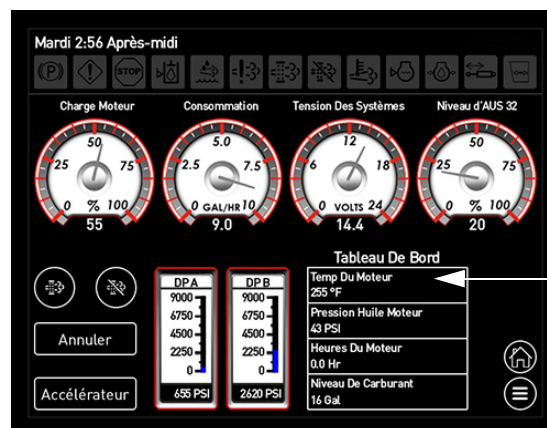 Mardi 2:56 Après-midi
(P) STOP
Charge Moteur Consommation Tension Des Systèmes Niveau d'AUS 32
0 25 50 75 100 %
55
0 2.5 5.0 7.5 10 GAL/HR
9.0
0 6 12 18 24 VOLTS
14.4
0 25 50 75 100 %
20
Annuler
Accélérateur
DP A
9000
6750
4500
2250
0
655 PSI
DP B
9000
6750
4500
2250
0
2620 PSI
Tableau De Bord
Temp Du Moteur
255 °F
Pression Huile Moteur
43 PSI
Heures Du Moteur
0.0 Hr
Niveau De Carburant
16 Gal